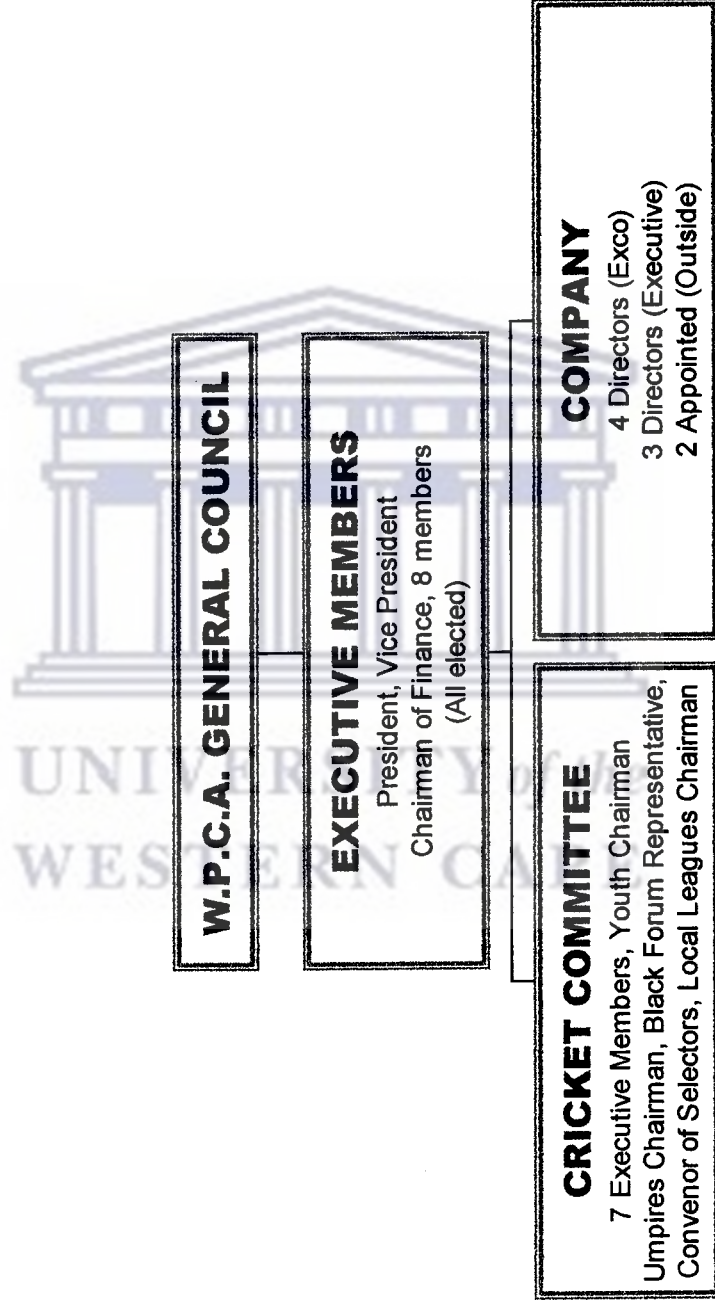 W.P.C.A. GENERAL COUNCIL
EXECUTIVE MEMBERS
President, Vice President
Chairman of Finance, 8 members
(All elected)
CRICKET COMMITTEE
7 Executive Members, Youth Chairman
Umpires Chairman, Black Forum Representative,
Convenor of Selectors, Local Leagues Chairman
COMPANY
4 Directors (Exco)
3 Directors (Executive)
2 Appointed (Outside)
UNIVERSITY of the
WESTERN CAPE